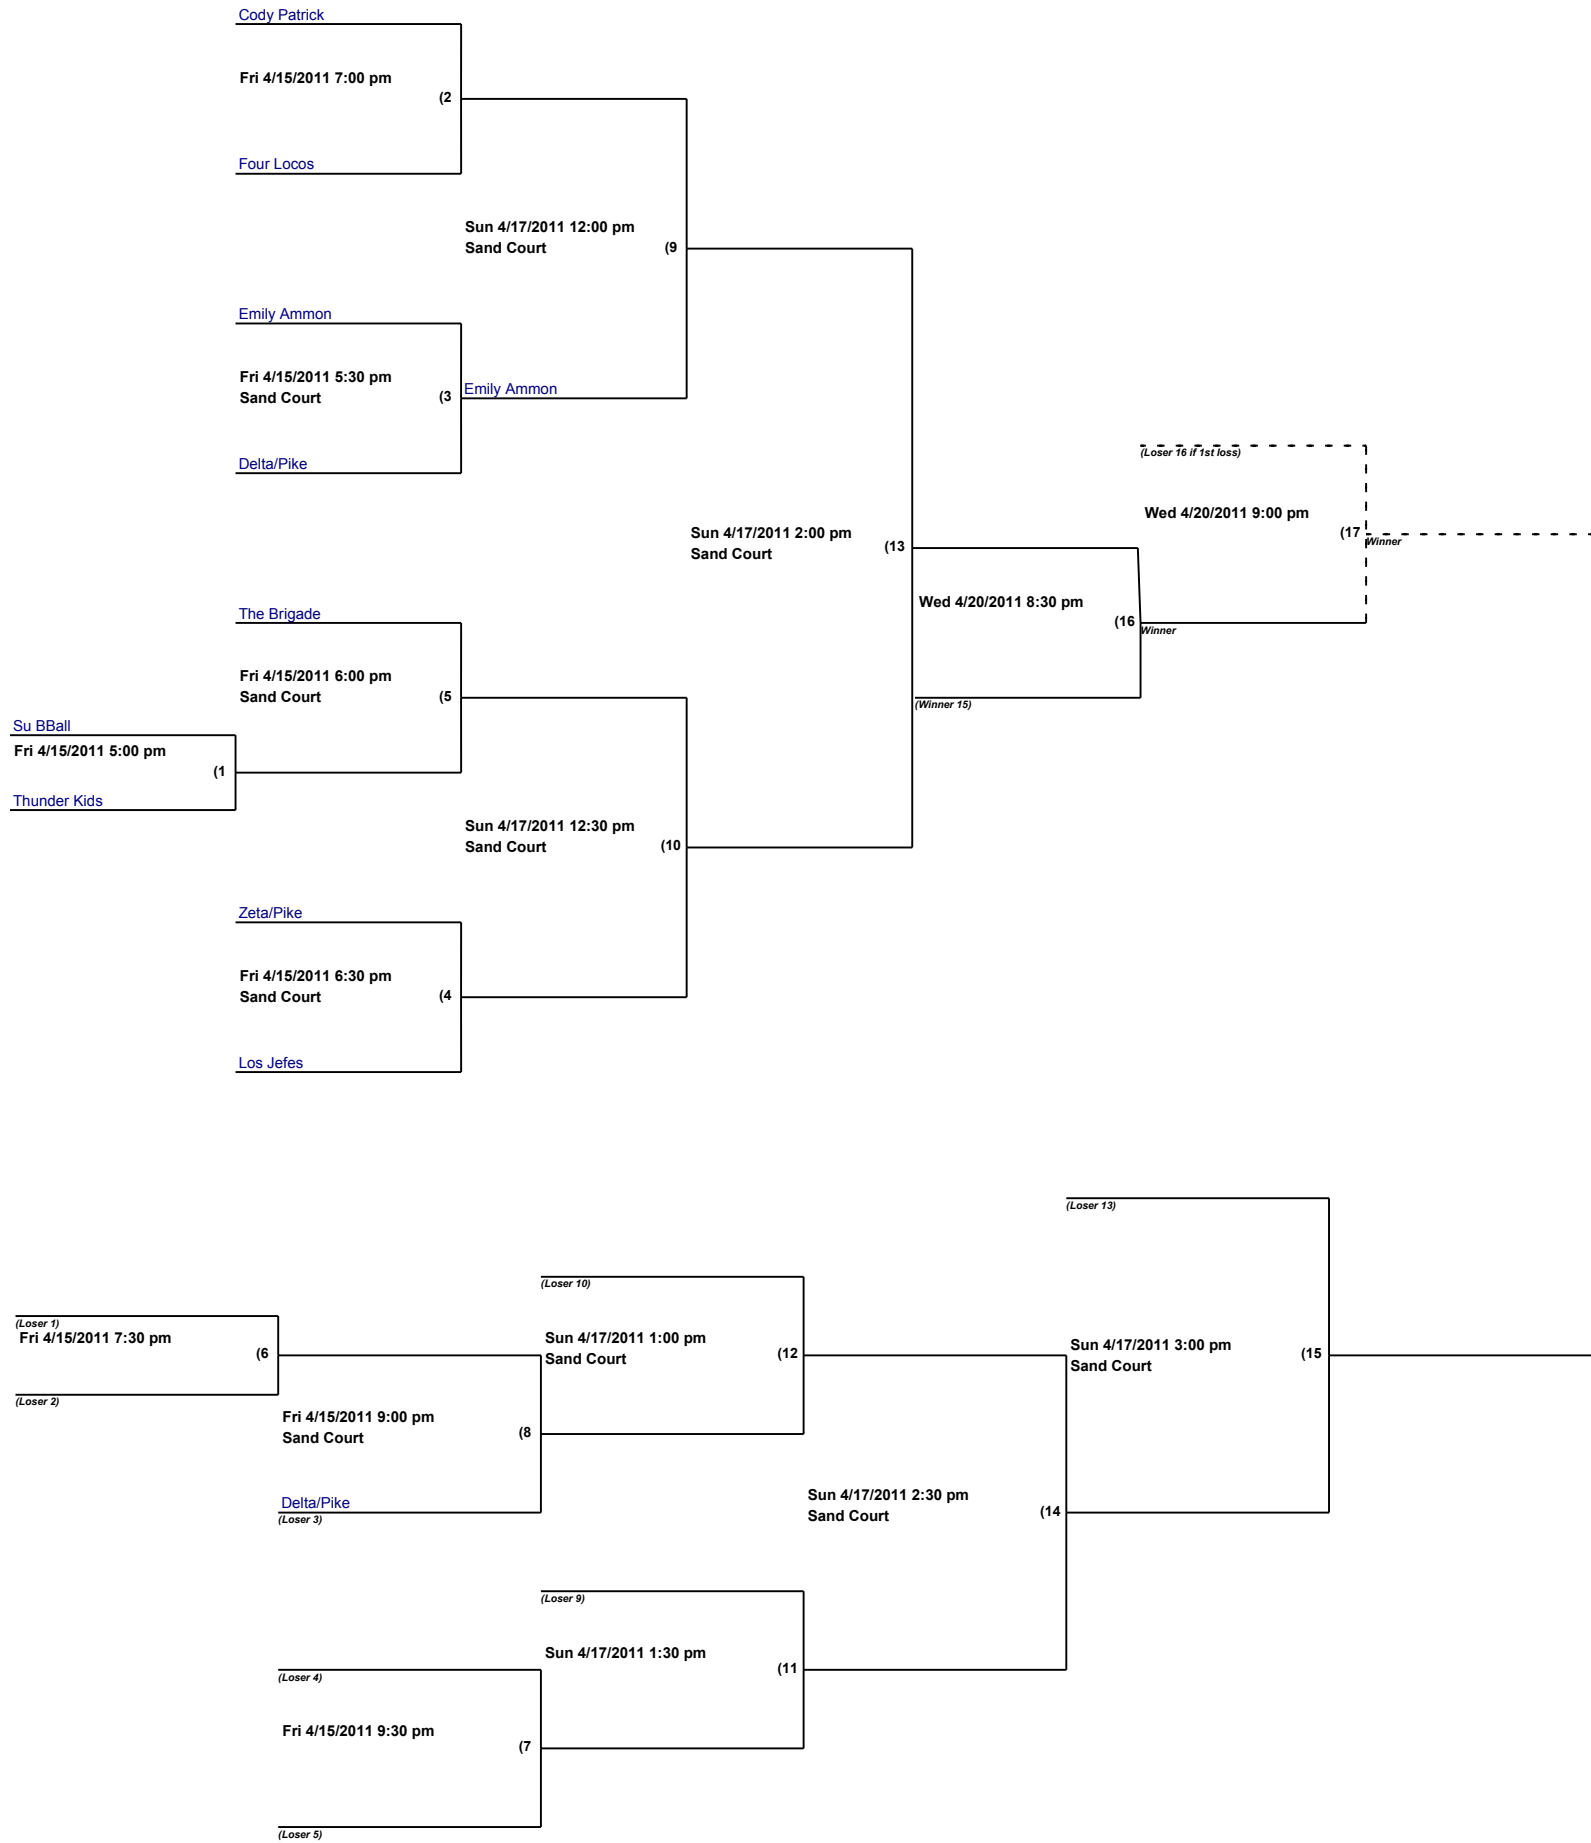 Cody Patrick
Fri 4/15/2011 7:00 pm
(2
Four Locos
Sun 4/17/2011 12:00 pm
Sand Court
(9
Emily Ammon
Fri 4/15/2011 5:30 pm
Sand Court
(3
Emily Ammon
Delta/Pike
(Loser 16 if 1st loss)
Wed 4/20/2011 9:00 pm
(17
Winner
Sun 4/17/2011 2:00 pm
Sand Court
(13
Wed 4/20/2011 8:30 pm
(16
Winner
The Brigade
Fri 4/15/2011 6:00 pm
Sand Court
(5
(Winner 15)
Su BBall
Fri 4/15/2011 5:00 pm
(1
Thunder Kids
Sun 4/17/2011 12:30 pm
Sand Court
(10
Zeta/Pike
Fri 4/15/2011 6:30 pm
Sand Court
(4
Los Jefes
(Loser 13)
(Loser 10)
(Loser 1)
Fri 4/15/2011 7:30 pm
(6
Sun 4/17/2011 1:00 pm
Sand Court
(12
Sun 4/17/2011 3:00 pm
Sand Court
(15
(Loser 2)
Fri 4/15/2011 9:00 pm
Sand Court
(8
Delta/Pike
(Loser 3)
Sun 4/17/2011 2:30 pm
Sand Court
(14
(Loser 9)
Sun 4/17/2011 1:30 pm
(11
(Loser 4)
Fri 4/15/2011 9:30 pm
(7
(Loser 5)